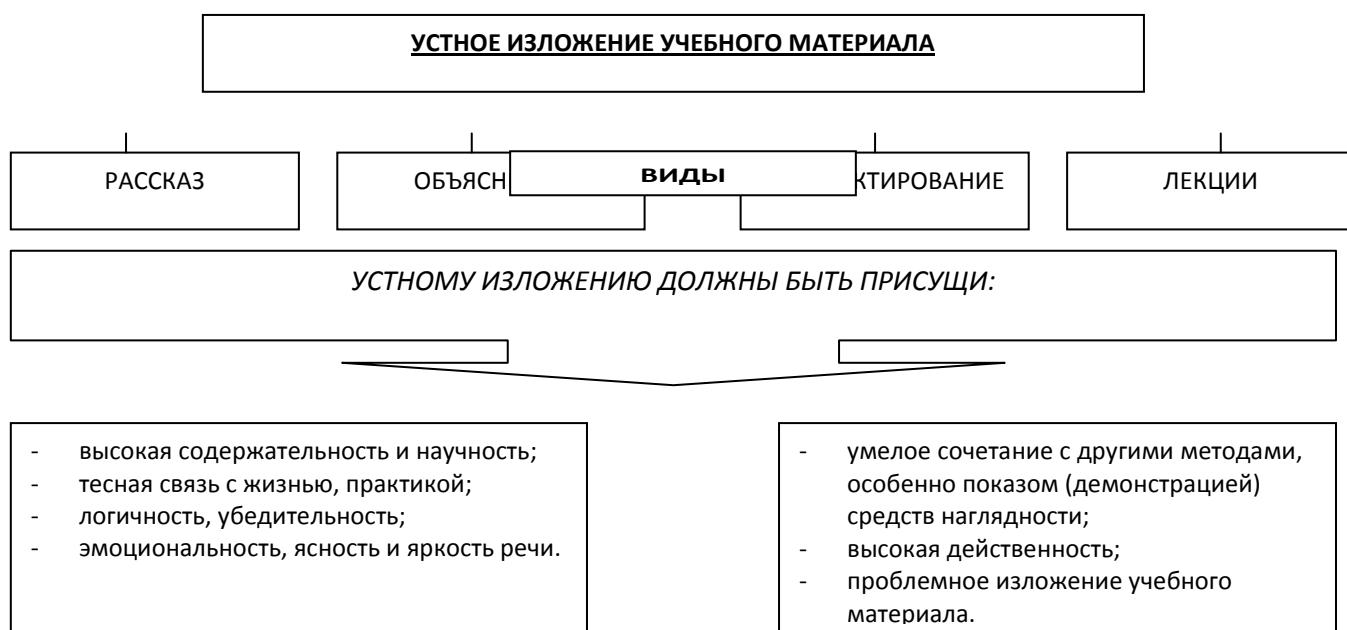 УСТНОЕ ИЗЛОЖЕНИЕ УЧЕБНОГО МАТЕРИАЛА
ВИДЫ
РАССКАЗ
ОБЪЯСН
КТИРОВАНИЕ
ЛЕКЦИИ
УСТНОМУ ИЗЛОЖЕНИЮ ДОЛЖНЫ БЫТЬ ПРИСУЩИ:
- высокая содержательность и научность;
- тесная связь с жизнью, практикой;
- логичность, убедительность;
- эмоциональность, ясность и яркость речи.
- умелое сочетание с другими методами,
особенно показом (демонстрацией)
средств наглядности;
- высокая действенность;
- проблемное изложение учебного
материала.